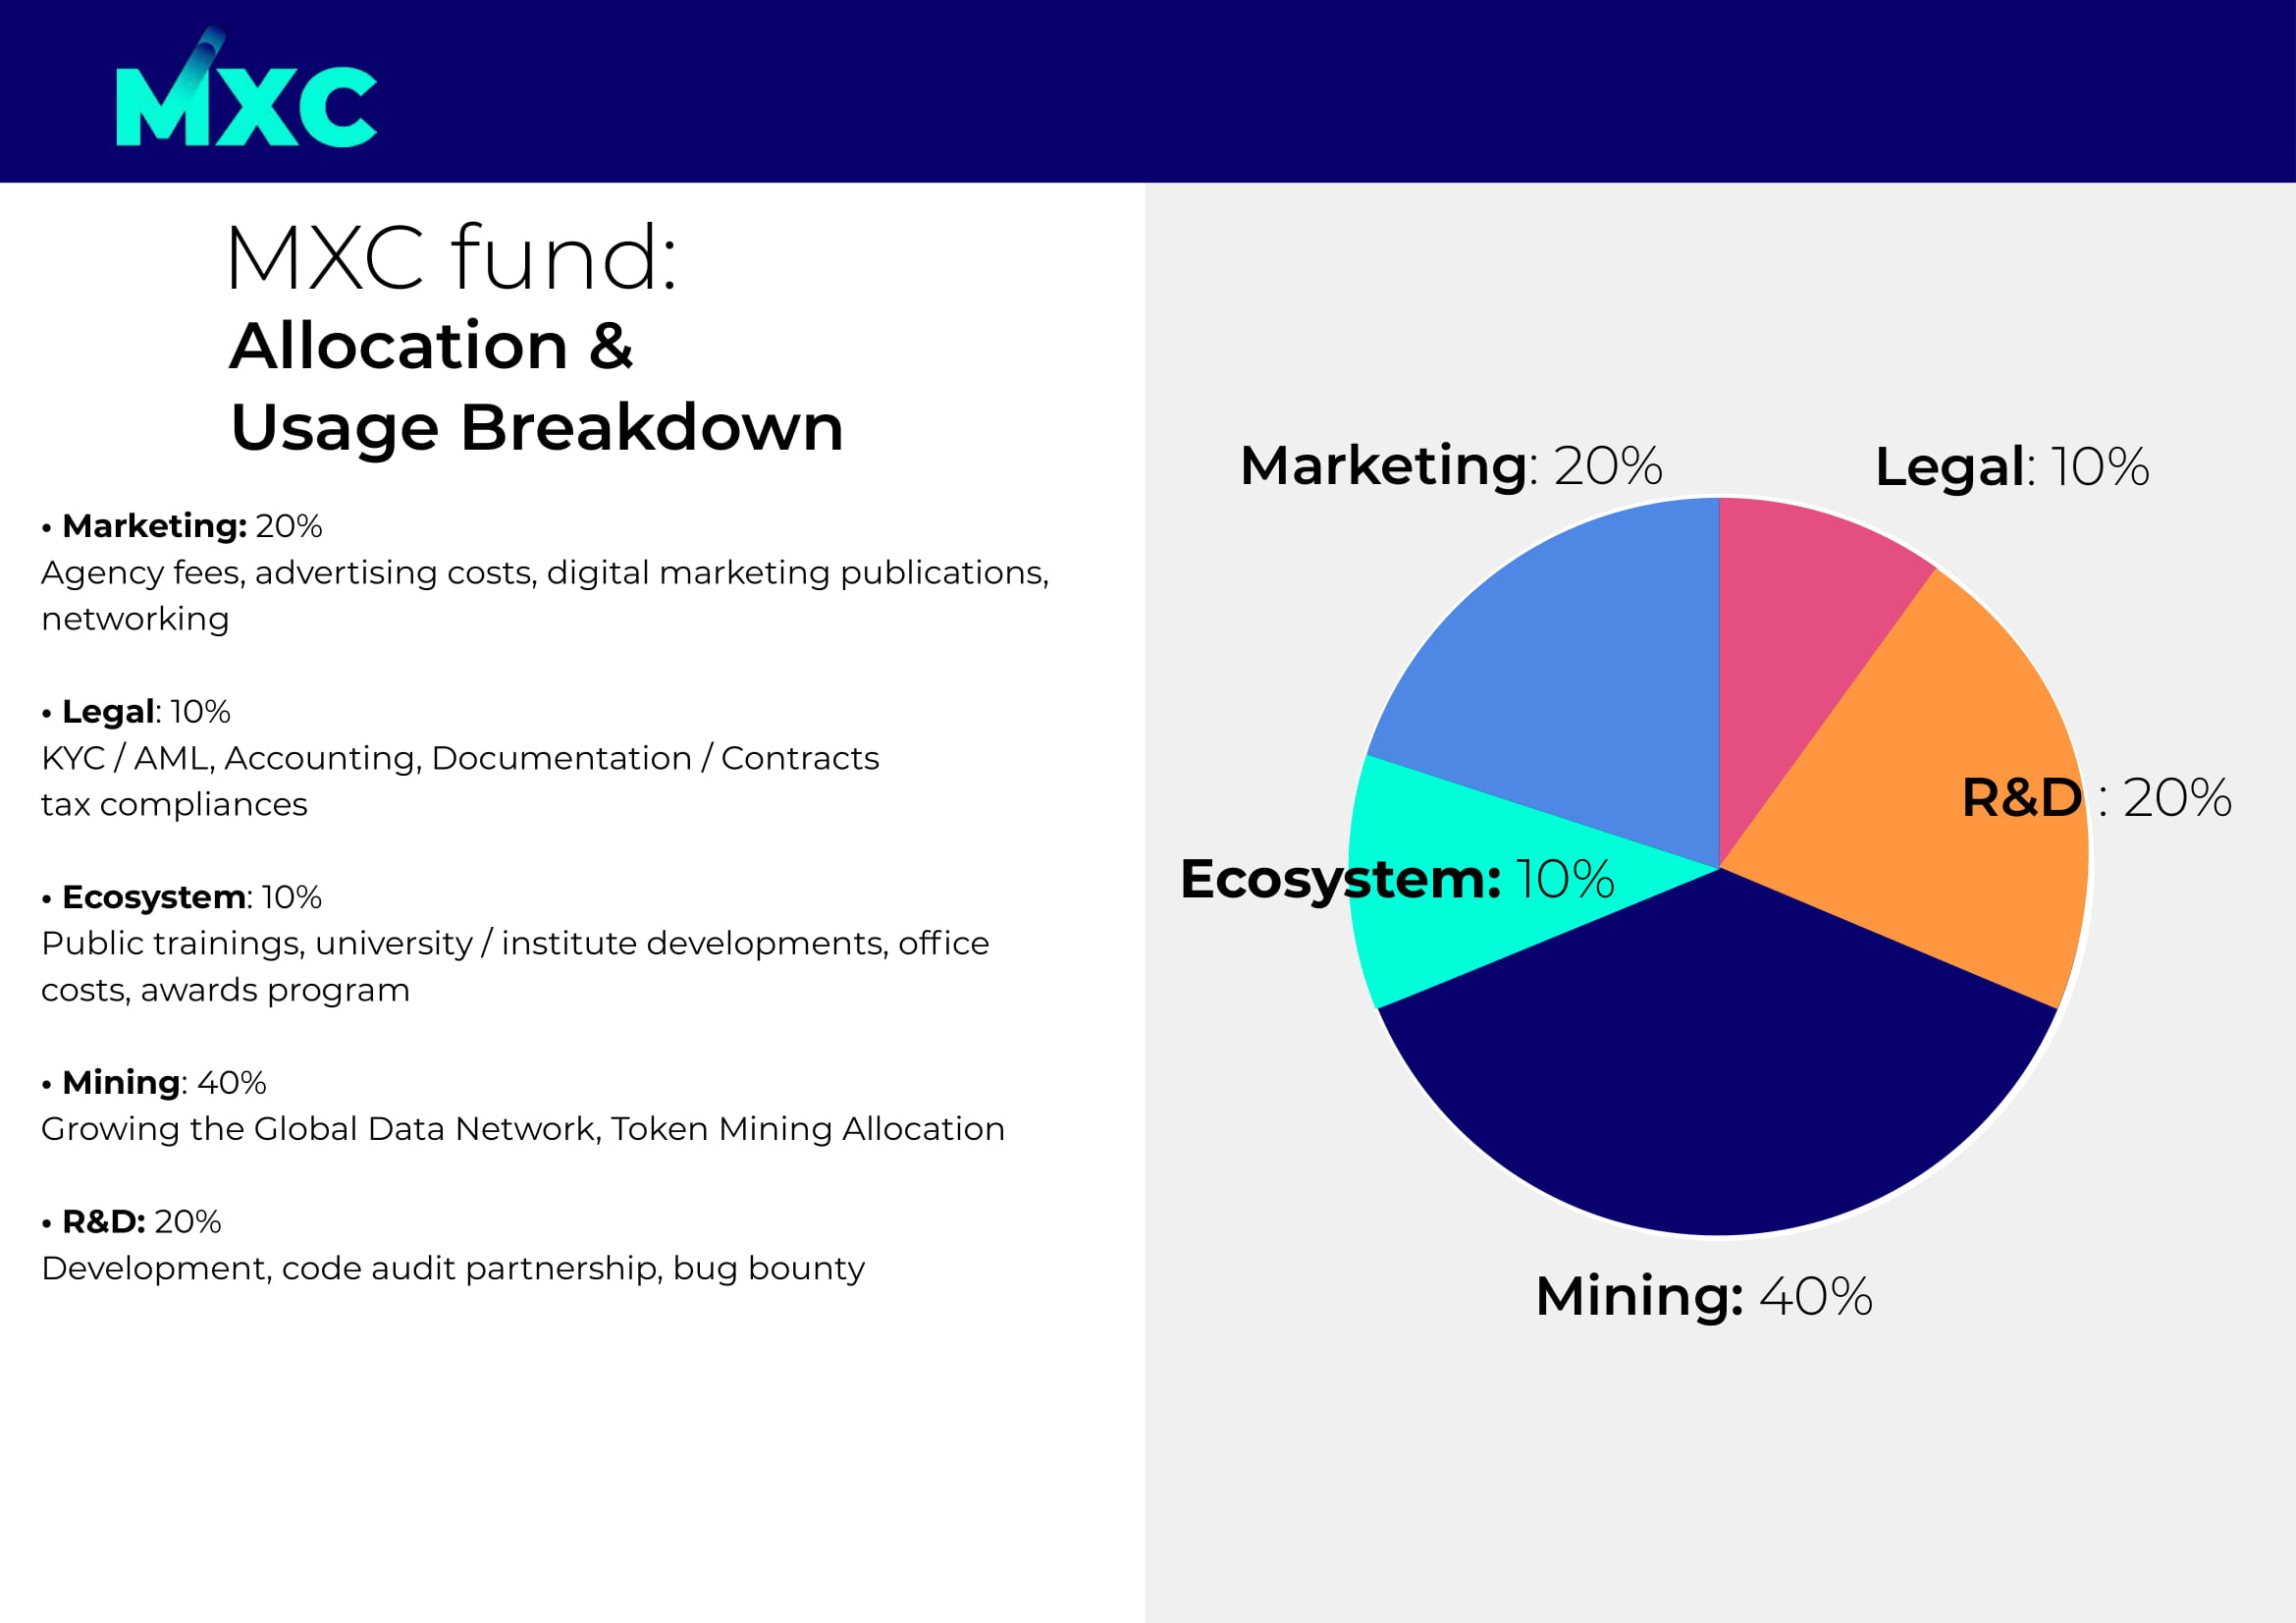 MXC
MXC fund:
Allocation &
Usage Breakdown
• Marketing: 20%
Agency fees, advertising costs, digital marketing publications,
networking
• Legal: 10%
KYC / AML, Accounting, Documentation / Contracts
tax compliances
• Ecosystem: 10%
Public trainings, university / institute developments, office
costs, awards program
• Mining: 40%
Growing the Global Data Network, Token Mining Allocation
• R&D: 20%
Development, code audit partnership, bug bounty
Marketing: 20%
Legal: 10%
R&D : 20%
Ecosystem: 10%
Mining: 40%